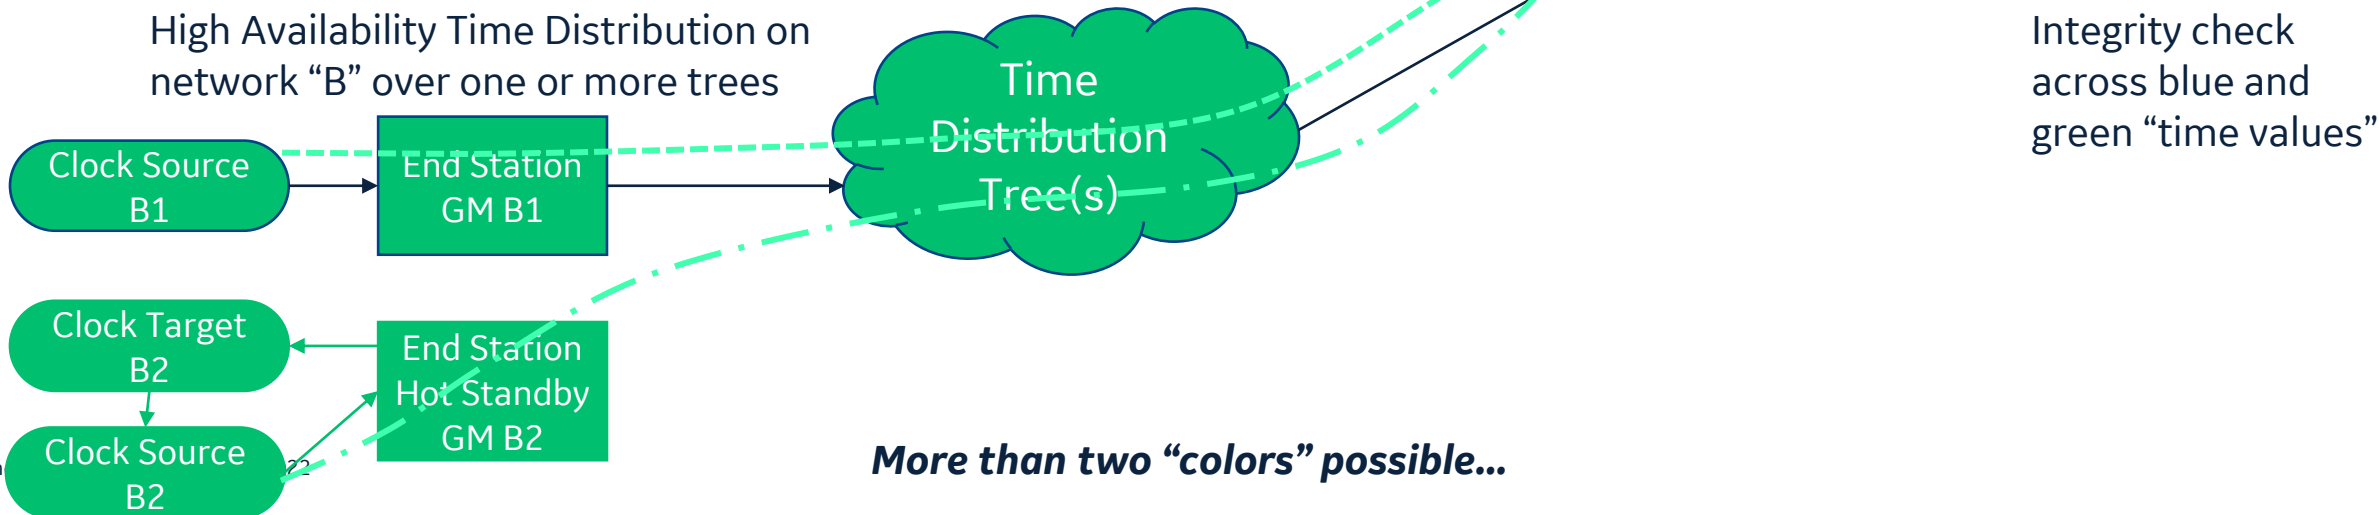 High Availability Time Distribution on
network “B” over one or more trees
Integrity check
across blue and
green “time values”
Time
Distribution
Tree(s)
Clock Source
B1
End Station
GM B1
Clock Target
B2
End Station
Hot Standby
GM B2
Clock Source
B2
22
More than two “colors” possible...